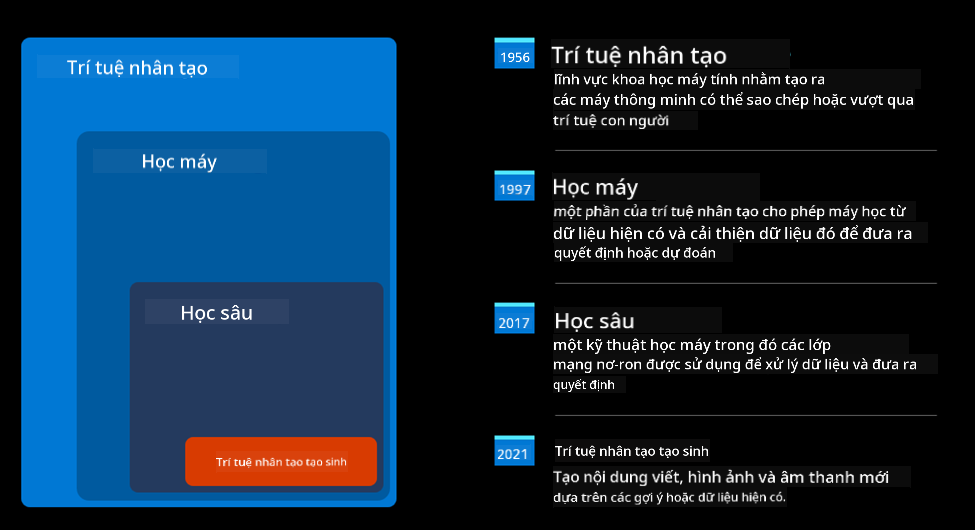 Trí tuệ nhân tạo
Học máy
Học sâu
Trí tuệ nhân tạo tạo sinh
1956
Trí tuệ nhân tạo
lĩnh vực khoa học máy tính nhằm tạo ra
các máy thông minh có thể sao chép hoặc vượt qua
trí tuệ con người
1997
Học máy
một phần của trí tuệ nhân tạo cho phép máy học từ
dữ liệu hiện có và cải thiện dữ liệu đó để đưa ra
quyết định hoặc dự đoán
2017
Học sâu
một kỹ thuật học máy trong đó các lớp
mạng nơ-ron được sử dụng để xử lý dữ liệu và đưa ra
quyết định
2021
Trí tuệ nhân tạo tạo sinh
Tạo nội dung viết, hình ảnh và âm thanh mới
dựa trên các gợi ý hoặc dữ liệu hiện có.